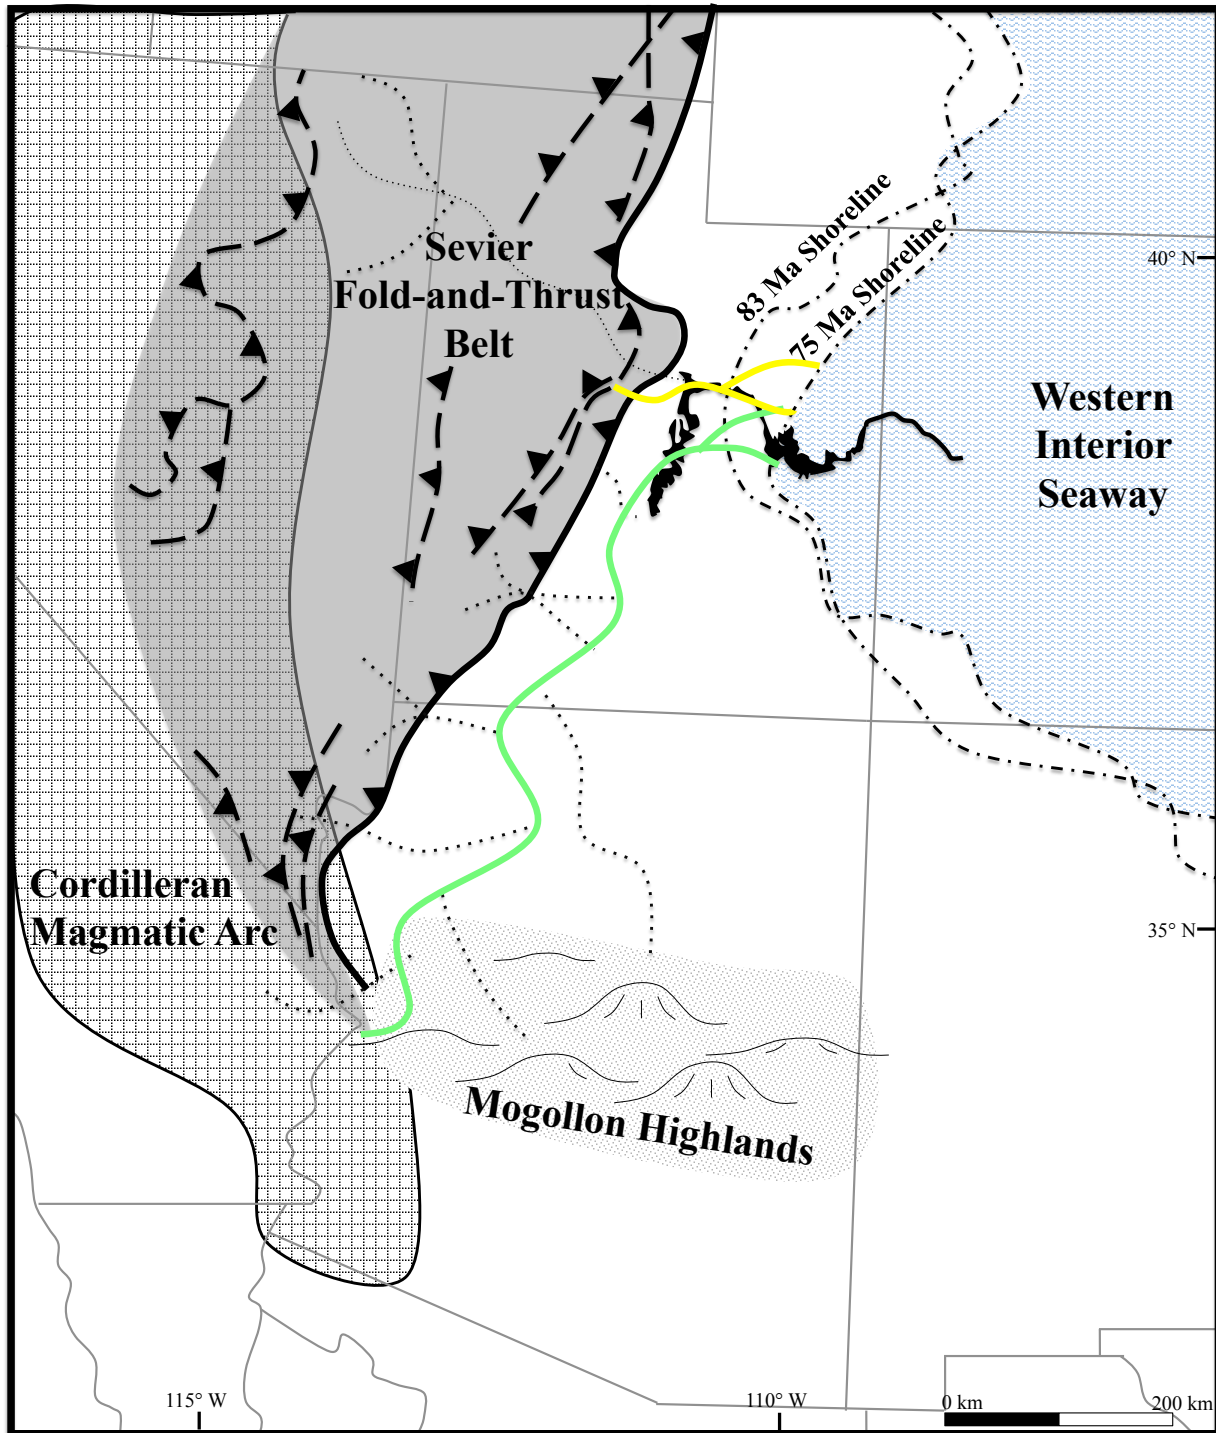 83 Ma Shoreline
75 Ma Shoreline
Sevier
Fold-and-Thrust
Belt
40° N
Western
Interior
Seaway
Cordilleran
Magmatic Arc
35° N
Mogollon Highlands
115° W
110° W
0 km
200 km